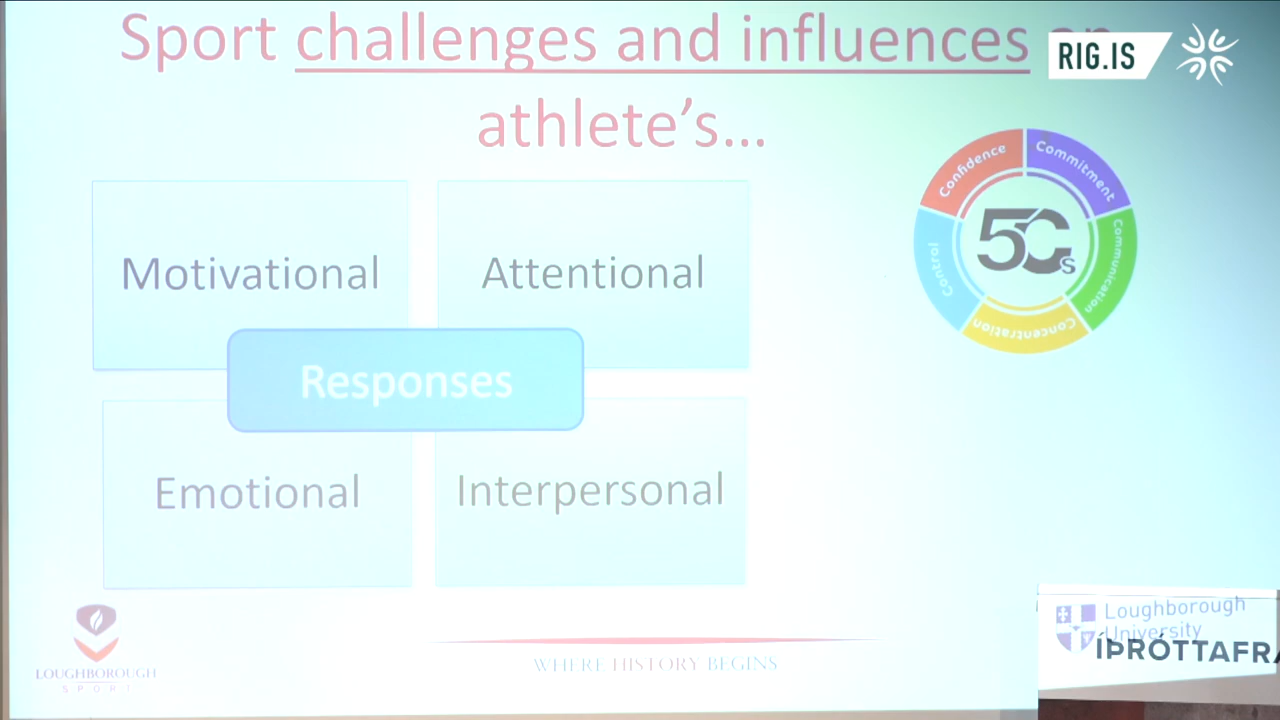 Sport challenges and influences on
athlete's...
RIG.IS
Confidence
Commitment
Communication
Concentration
Control
5Cs
Motivational
Attentional
Responses
Emotional
Interpersonal
LOUGHBOROUGH
SPORT
WHERE HISTORY BEGINS
Loughborough
University
ÍÞRÓTTAFRA